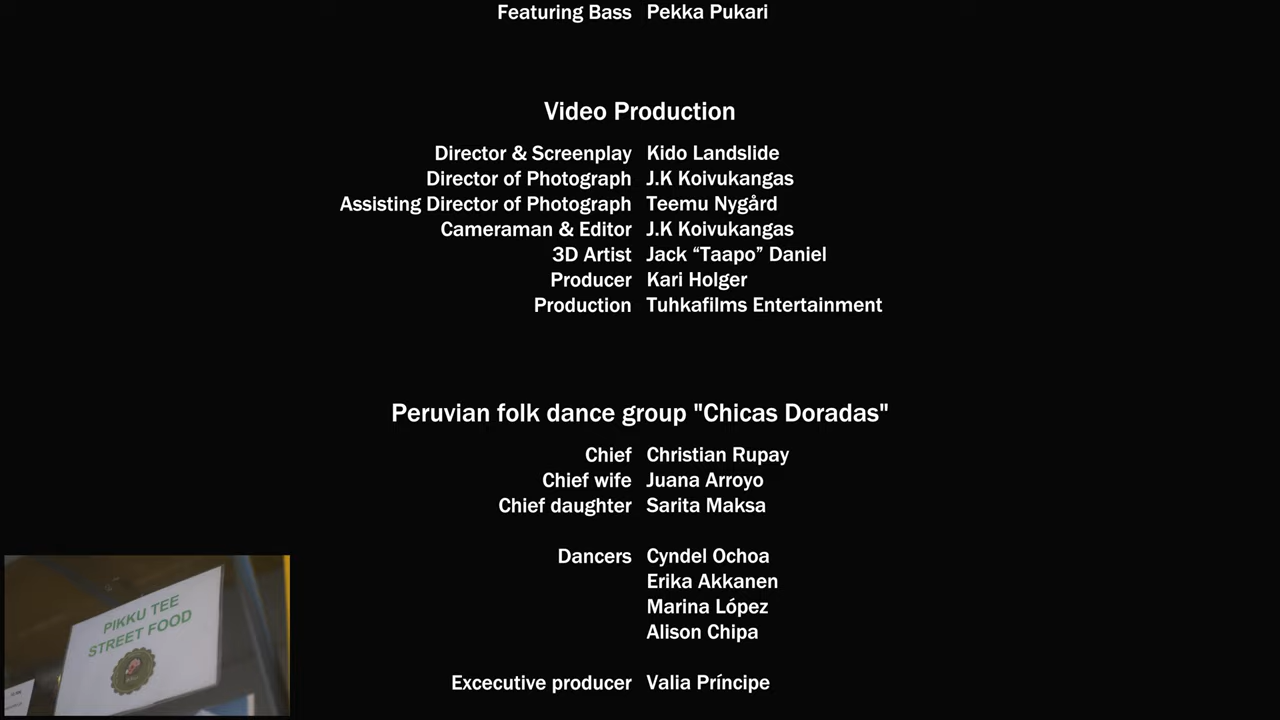 Featuring Bass Pekka Pukari
Video Production
Director & Screenplay Kido Landslide
Director of Photograph J.K Koivukangas
Assisting Director of Photograph Teemu Nygård
Cameraman & Editor J.K Koivukangas
3D Artist Jack “Taapo” Daniel
Producer Kari Holger
Production Tuhkafilms Entertainment
Peruvian folk dance group "Chicas Doradas"
Chief Christian Rupay
Chief wife Juana Arroyo
Chief daughter Sarita Maksa
Dancers Cyndel Ochoa
Erika Akkanen
Marina López
Alison Chipa
Excecutive producer Valia Príncipe
PIKKU TEE
STREET FOOD